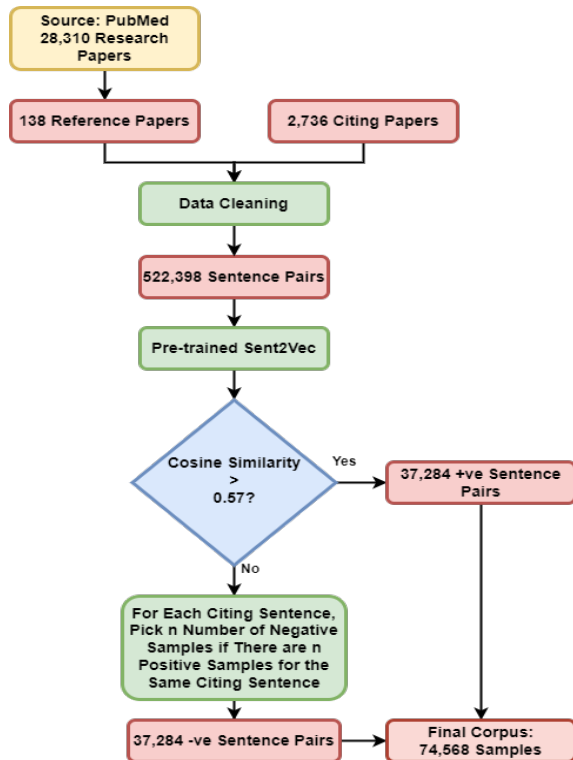 Source: PubMed
28,310 Research
Papers
138 Reference Papers
2,736 Citing Papers
Data Cleaning
522,398 Sentence Pairs
Pre-trained Sent2Vec
Cosine Similarity
>
0.57?
Yes
37,284 +ve Sentence
Pairs
No
For Each Citing Sentence,
Pick n Number of Negative
Samples if There are n
Positive Samples for the
Same Citing Sentence
37,284 -ve Sentence Pairs
Final Corpus:
74,568 Samples